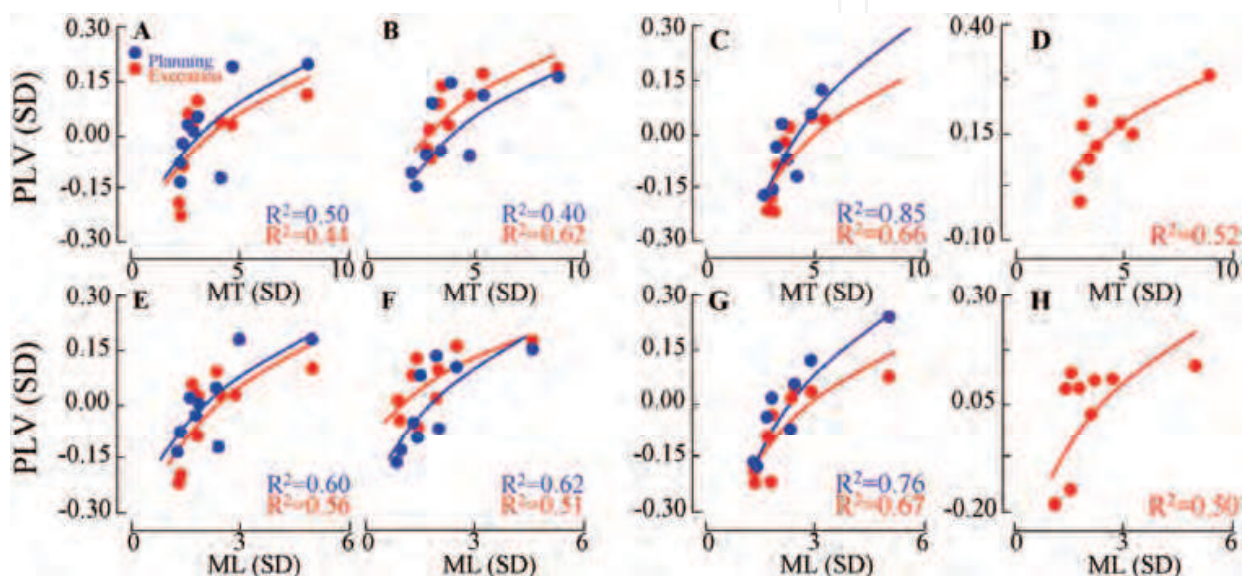 A
B
C
D
Planning
Execution
PLV (SD)
0.30
0.15
0.00
-0.15
-0.30
R²=0.50
R²=0.44
0
5
10
MT (SD)
R²=0.40
R²=0.62
0
5
10
MT (SD)
0.30
0.15
0.00
-0.15
-0.30
R²=0.85
R²=0.66
0
5
10
MT (SD)
0.40
0.15
-0.10
R²=0.52
0
5
10
MT (SD)
E
F
G
H
PLV (SD)
0.30
0.15
0.00
-0.15
-0.30
R²=0.60
R²=0.56
0
3
6
ML (SD)
R²=0.62
R²=0.51
0
3
6
ML (SD)
0.30
0.15
0.00
-0.15
-0.30
R²=0.76
R²=0.67
0
3
6
ML (SD)
0.30
0.05
-0.20
R²=0.50
0
3
6
ML (SD)